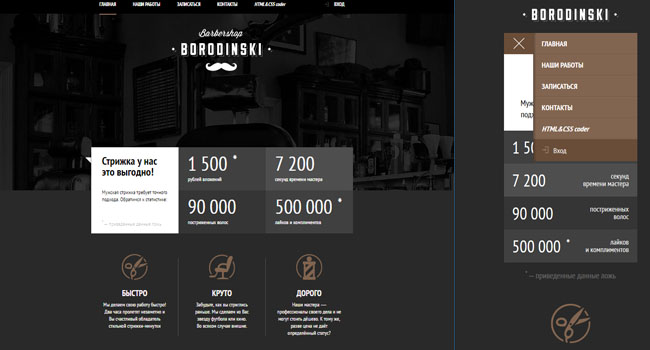 ГЛАВНАЯ НАШИ РАБОТЫ ЗАПИСАТЬСЯ КОНТАКТЫ HTML&CSS coder ВХОД
Barbershop
· BORODINSKI ·
Стрижка у нас
это выгодно!
Мужская стрижка требует точного
подхода. Обратимся к статистике.
* — приведенные данные ложь
1 500 *
рублей вложений
7 200
секунд времени мастера
90 000
постриженных волос
500 000 *
лайков и комплиментов
БЫСТРО
Мы делаем свою работу быстро!
Два часа пролетят незаметно и
Вы счастливый обладатель
стильной стрижки-минутки
КРУТО
Забудьте, как вы стриглись
раньше. Мы сделаем из Вас
звезду футбола или кино.
Во всяком случае внешне.
ДОРОГО
Наши мастера —
профессионалы своего дела и не
могут стоить дёшево. К тому же,
разве цена не даёт
определённый статус?
· BORODINSKI ·
ГЛАВНАЯ
НАШИ РАБОТЫ
ЗАПИСАТЬСЯ
КОНТАКТЫ
HTML&CSS coder
Вход
Муж
подх
1 50
7 200
секунд
времени мастера
90 000
постриженных
волос
500 000 *
лайков
и комплиментов
* — приведенные данные ложь